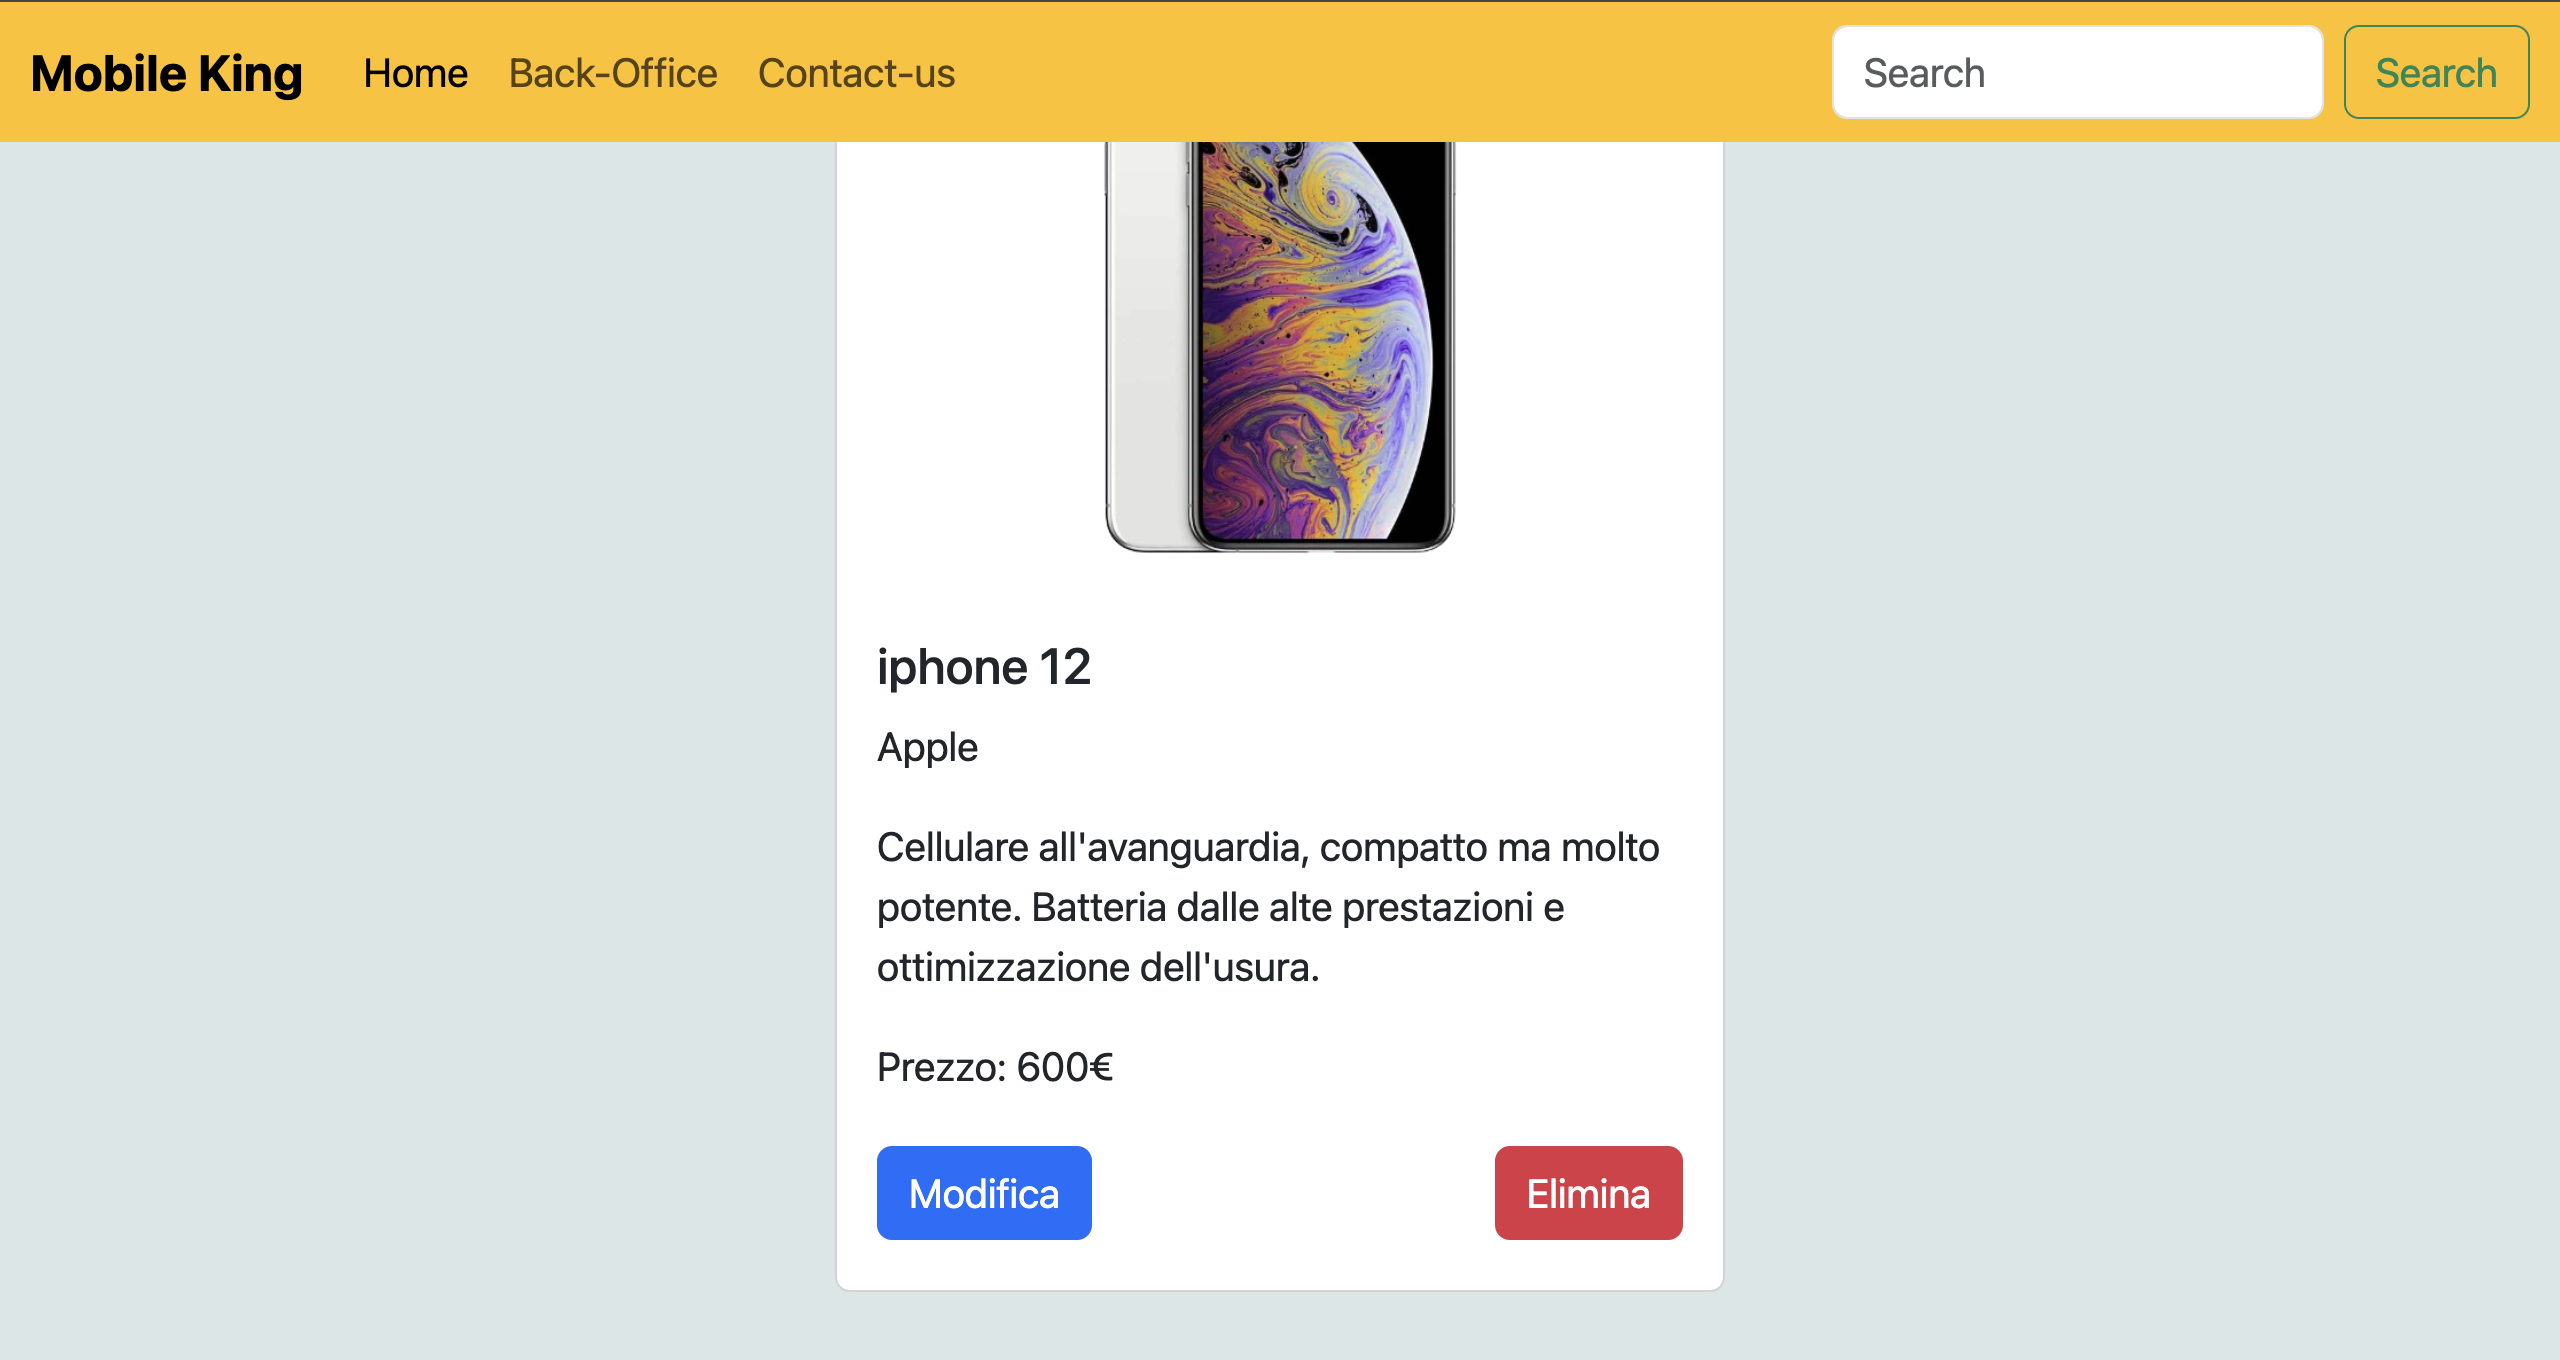 Mobile King Home Back-Office Contact-us Search Search
iphone 12
Apple
Cellulare all'avanguardia, compatto ma molto
potente. Batteria dalle alte prestazioni e
ottimizzazione dell'usura.
Prezzo: 600€
Modifica Elimina